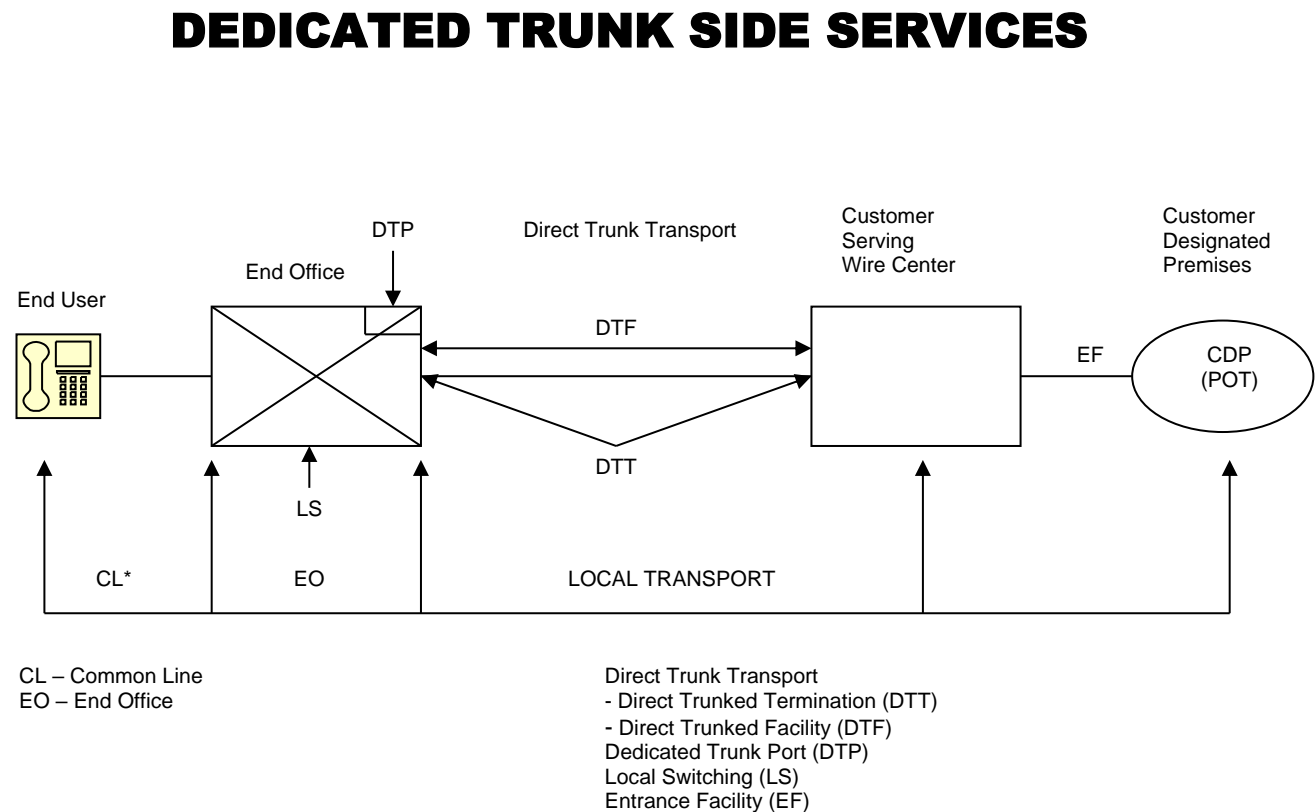 DEDICATED TRUNK SIDE SERVICES
DTP
Direct Trunk Transport
Customer
Serving
Wire Center
Customer
Designated
Premises
End Office
End User
DTF
EF
CDP
(POT)
DTT
LS
CL*
EO
LOCAL TRANSPORT
CL – Common Line
EO – End Office
Direct Trunk Transport
- Direct Trunked Termination (DTT)
- Direct Trunked Facility (DTF)
Dedicated Trunk Port (DTP)
Local Switching (LS)
Entrance Facility (EF)